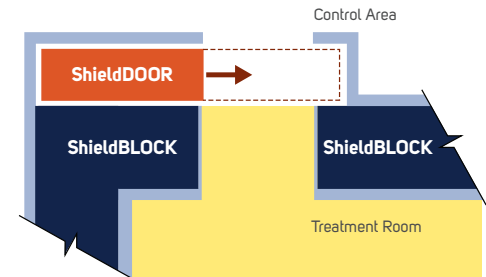 Control Area
ShieldDOOR
ShieldBLOCK
ShieldBLOCK
Treatment Room